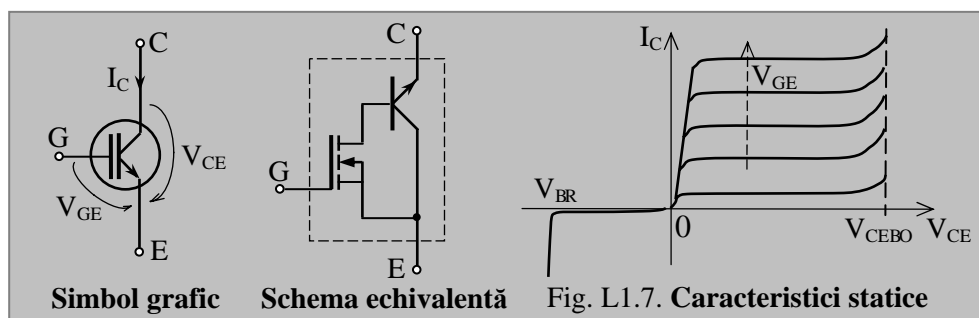 C
I_C
G
V_CE
V_GE
E
Simbol grafic
C
G
E
Schema echivalentă
I_C
V_GE
V_BR
0
V_CEBO
V_CE
Fig. L1.7. Caracteristici statice